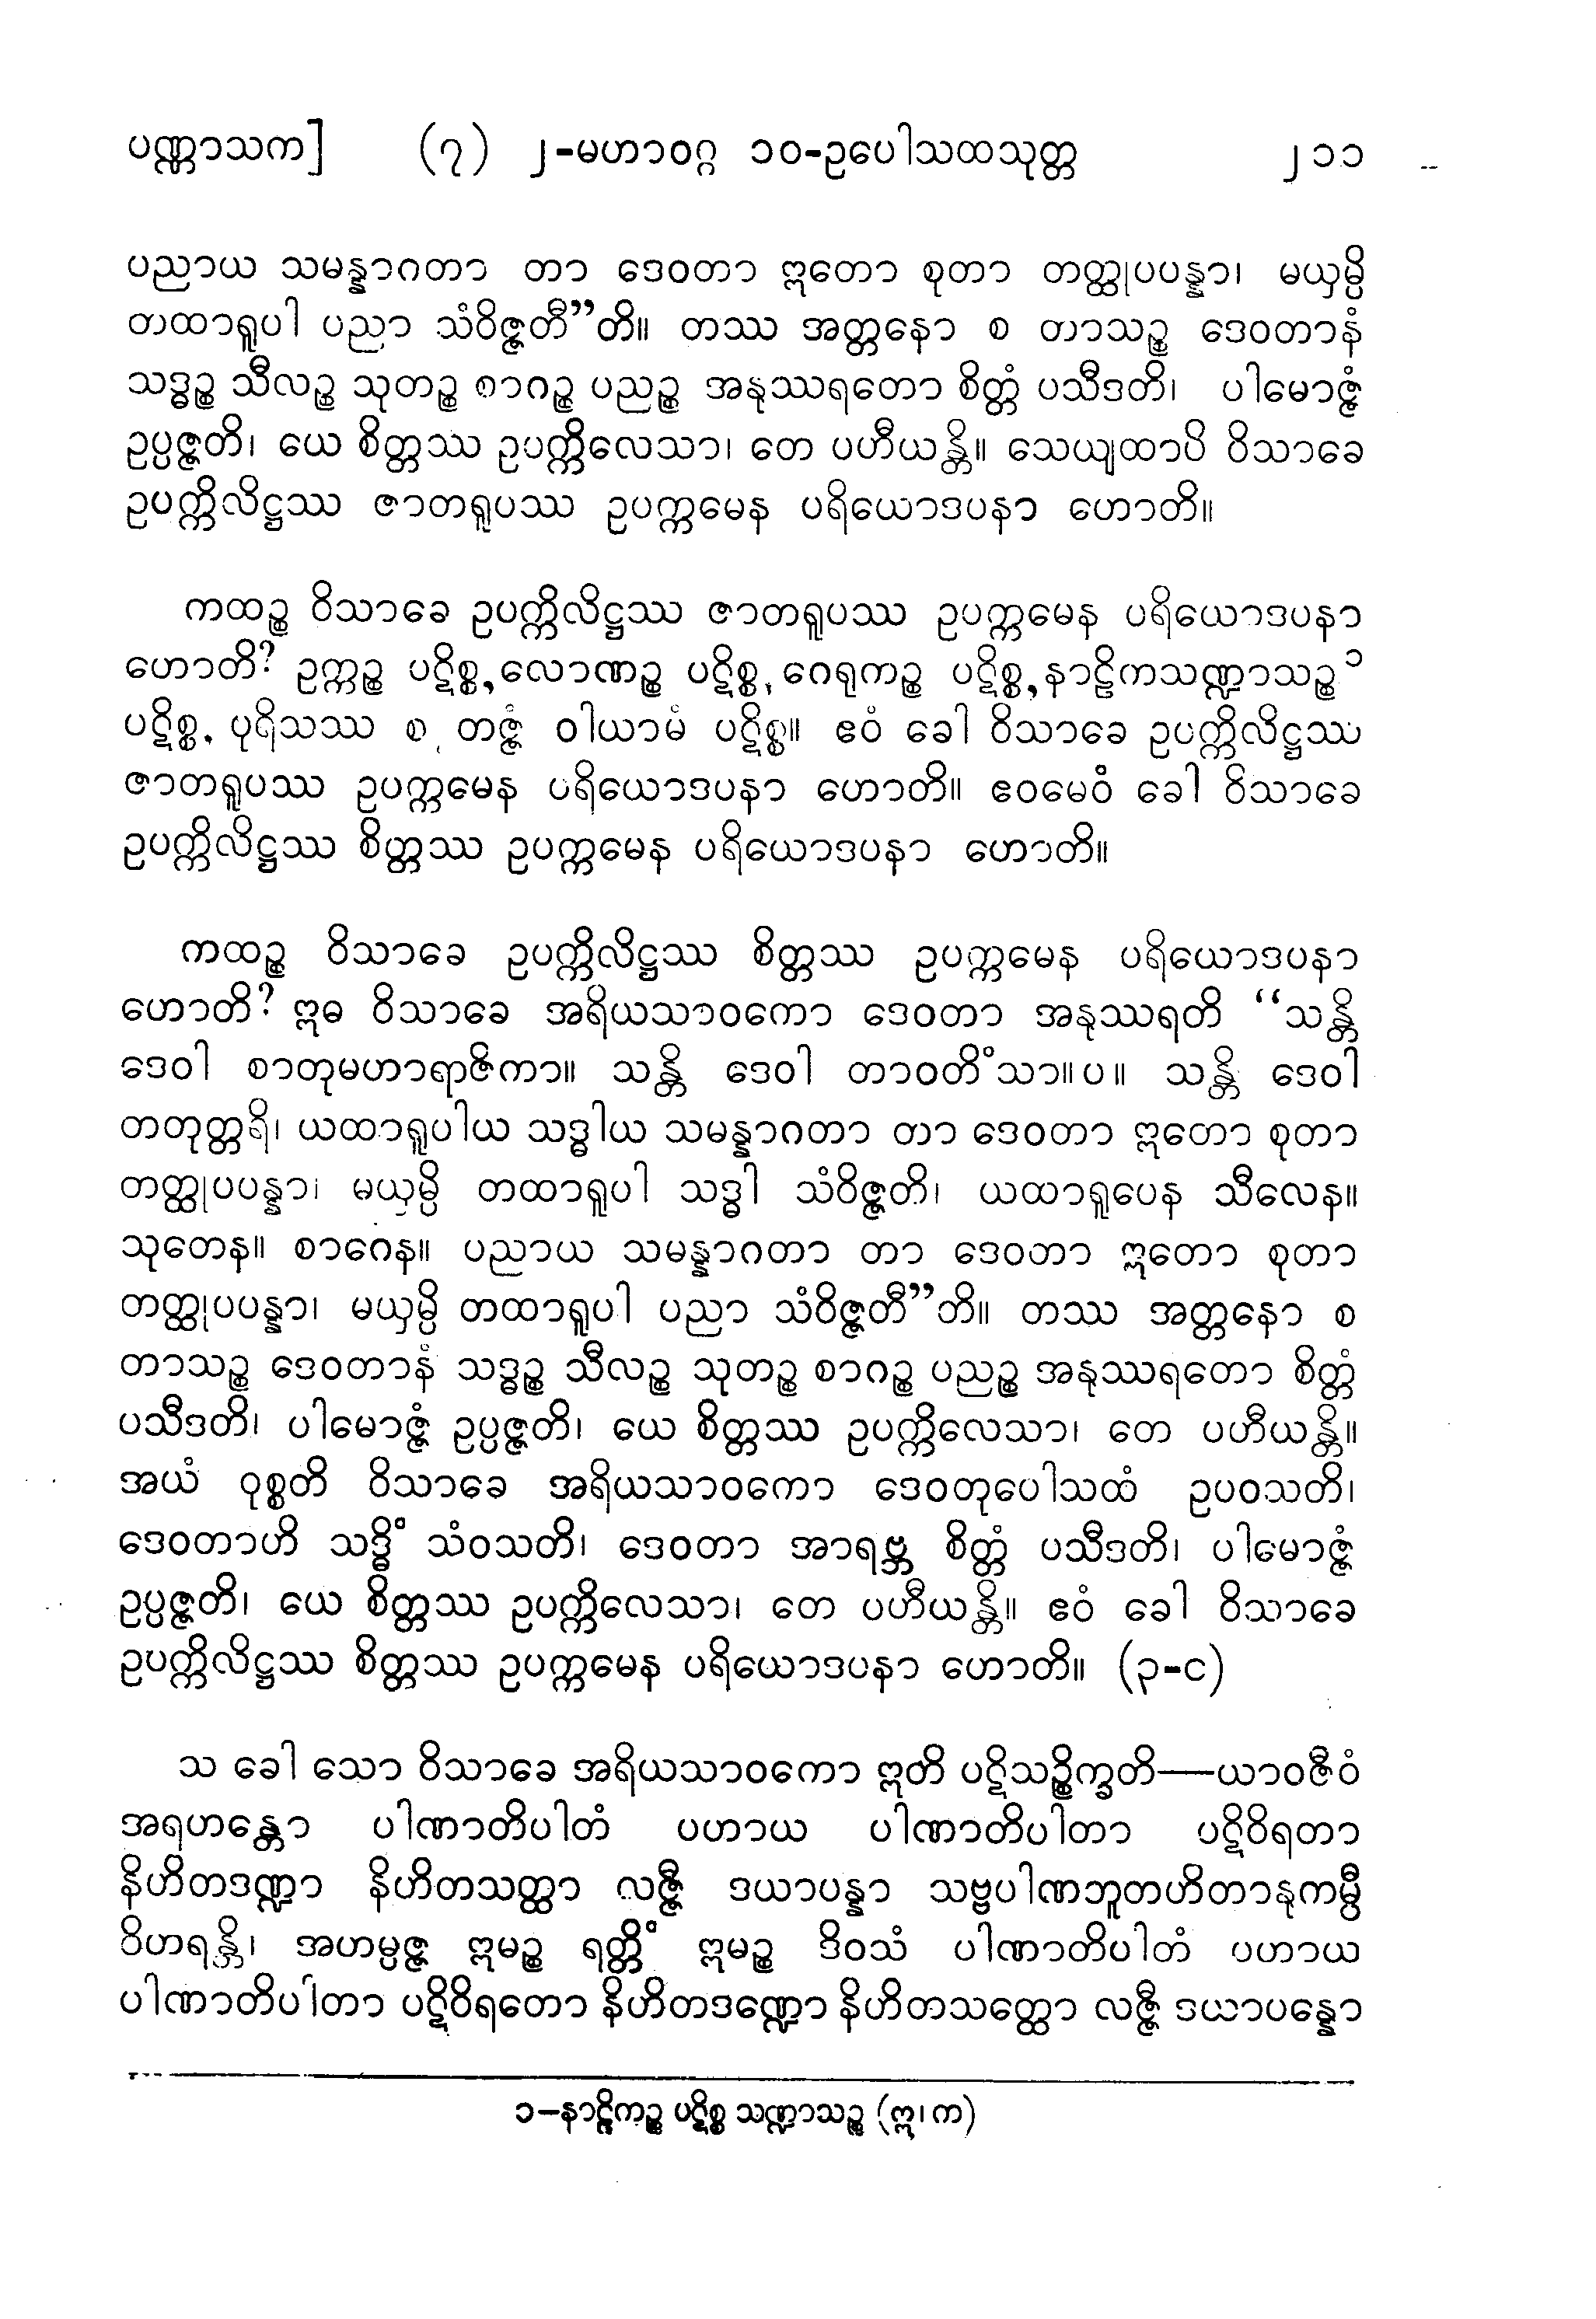 ပဏ္ဏာသက] (၇) ၂-မဟာဝဂ္ဂ ၁၀-ဥပေါသထသုတ္တ ၂၁၁
ပညာယ သမန္နာဂတာ တာ ဒေဝတာ ဣတော စုတာ တတ္ထုပပန္နာ၊ မယှမ္ပိ
တထာရူပါ ပညာ သံဝိဇ္ဇတီ”တိ။ တဿ အတ္တနော စ တာသဉ္စ ဒေဝတာနံ
သဒ္ဓဉ္စ သီလဉ္စ သုတဉ္စ စာဂဉ္စ ပညဉ္စ အနုဿရတော စိတ္တံ ပသီဒတိ၊ ပါမောဇ္ဇံ
ဥပ္ပဇ္ဇတိ၊ ယေ စိတ္တဿ ဥပက္ကိလေသာ၊ တေ ပဟီယန္တိ။ သေယျထာပိ ဝိသာခေ
ဥပက္ကိလိဋ္ဌဿ ဇာတရူပဿ ဥပက္ကမေန ပရိယောဒပနာ ဟောတိ။
ကထဉ္စ ဝိသာခေ ဥပက္ကိလိဋ္ဌဿ ဇာတရူပဿ ဥပက္ကမေန ပရိယောဒပနာ
ဟောတိ? ဥက္ကဉ္စ ပဋိစ္စ,လောဏဉ္စ ပဋိစ္စ,ဂေရုကဉ္စ ပဋိစ္စ,နာဠိကသဏ္ဍာသဉ္စ၁
ပဋိစ္စ, ပုရိသဿ စ တဇ္ဇံ ဝါယာမံ ပဋိစ္စ။ ဧဝံ ခေါ ဝိသာခေ ဥပက္ကိလိဋ္ဌဿ
ဇာတရူပဿ ဥပက္ကမေန ပရိယောဒပနာ ဟောတိ။ ဧဝမေဝံ ခေါ ဝိသာခေ
ဥပက္ကိလိဋ္ဌဿ စိတ္တဿ ဥပက္ကမေန ပရိယောဒပနာ ဟောတိ။
ကထဉ္စ ဝိသာခေ ဥပက္ကိလိဋ္ဌဿ စိတ္တဿ ဥပက္ကမေန ပရိယောဒပနာ
ဟောတိ? ဣဓ ဝိသာခေ အရိယသာဝကော ဒေဝတာ အနုဿရတိ “သန္တိ
ဒေဝါ စာတုမဟာရာဇိကာ။ သန္တိ ဒေဝါ တာဝတိံသာ။ပ။ သန္တိ ဒေဝါ
တတုတ္တရိ၊ ယထာရူပါယ သဒ္ဓါယ သမန္နာဂတာ တာ ဒေဝတာ ဣတော စုတာ
တတ္ထုပပန္နာ၊ မယှမ္ပိ တထာရူပါ သဒ္ဓါ သံဝိဇ္ဇတိ၊ ယထာရူပေန သီလေန။
သုတေန။ စာဂေန။ ပညာယ သမန္နာဂတာ တာ ဒေဝတာ ဣတော စုတာ
တတ္ထုပပန္နာ၊ မယှမ္ပိ တထာရူပါ ပညာ သံဝိဇ္ဇတီ”တိ။ တဿ အတ္တနော စ
တာသဉ္စ ဒေဝတာနံ သဒ္ဓဉ္စ သီလဉ္စ သုတဉ္စ စာဂဉ္စ ပညဉ္စ အနုဿရတော စိတ္တံ
ပသီဒတိ၊ ပါမောဇ္ဇံ ဥပ္ပဇ္ဇတိ၊ ယေ စိတ္တဿ ဥပက္ကိလေသာ၊ တေ ပဟီယန္တိ။
အယံ ဝုစ္စတိ ဝိသာခေ အရိယသာဝကော ဒေဝတုပေါသထံ ဥပဝသတိ၊
ဒေဝတာဟိ သဒ္ဓိံ သံဝသတိ၊ ဒေဝတာ အာရဗ္ဘ စိတ္တံ ပသီဒတိ၊ ပါမောဇ္ဇံ
ဥပ္ပဇ္ဇတိ၊ ယေ စိတ္တဿ ဥပက္ကိလေသာ၊ တေ ပဟီယန္တိ။ ဧဝံ ခေါ ဝိသာခေ
ဥပက္ကိလိဋ္ဌဿ စိတ္တဿ ဥပက္ကမေန ပရိယောဒပနာ ဟောတိ။ (၃-င)
သ ခေါ သော ဝိသာခေ အရိယသာဝကော ဣတိ ပဋိသဉ္စိက္ခတိ—ယာဝဇီဝံ
အရဟန္တော ပါဏာတိပါတံ ပဟာယ ပါဏာတိပါတာ ပဋိဝိရတာ
နိဟိတဒဏ္ဍာ နိဟိတသတ္ထာ လဇ္ဇီ ဒယာပန္နာ သဗ္ဗပါဏဘူတဟိတာနုကမ္ပီ
ဝိဟရန္တိ၊ အဟမ္ပဇ္ဇ ဣမဉ္စ ရတ္တိံ ဣမဉ္စ ဒိဝသံ ပါဏာတိပါတံ ပဟာယ
ပါဏာတိပါတာ ပဋိဝိရတော နိဟိတဒဏ္ဍော နိဟိတသတ္ထော လဇ္ဇီ ဒယာပန္နော
၁—နာဠိကဉ္စ ပဋိစ္စ သဏ္ဍာသဉ္စ (ဣ၊က)